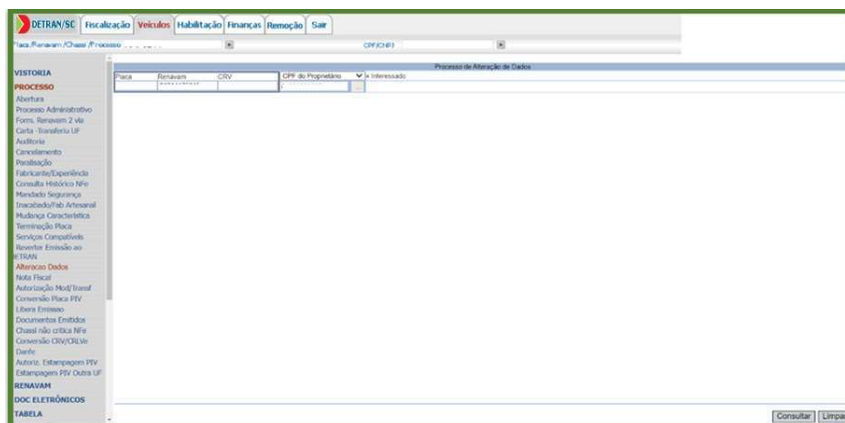 DETRAN/SC Fiscalização Veículos Habilitação Finanças Remoção Sair
Placa /Renavam /Chassi /Processo CPF/CNPJ
Processo de Alteração de Dados
VISTORIA
Placa Renavam CRV CPF do Proprietário x Interessado
PROCESSO
Abertura
Processo Administrativo
Form. Renavam 2 via
Carta -Transferiu UF
Auditoria
Cancelamento
Paralisação
Fabricante/Experiência
Consulta Histórico NFe
Mandado Segurança
Inacabado/Fab Artesanal
Mudança Característica
Terminação Placa
Serviços Compatíveis
Reverter Emissão ao
DETRAN
Alteracao Dados
Nota Fiscal
Autorização Mod/Transf
Conversão Placa PIV
Libera Emissao
Documentos Emitidos
Chassi não critica NFe
Conversão CRV/CRLVe
Darée
Autoriz. Estampagem PIV
Estampagem PIV Outra UF
RENAVAM
DOC ELETRÔNICOS
TABELA
Consultar Limpar